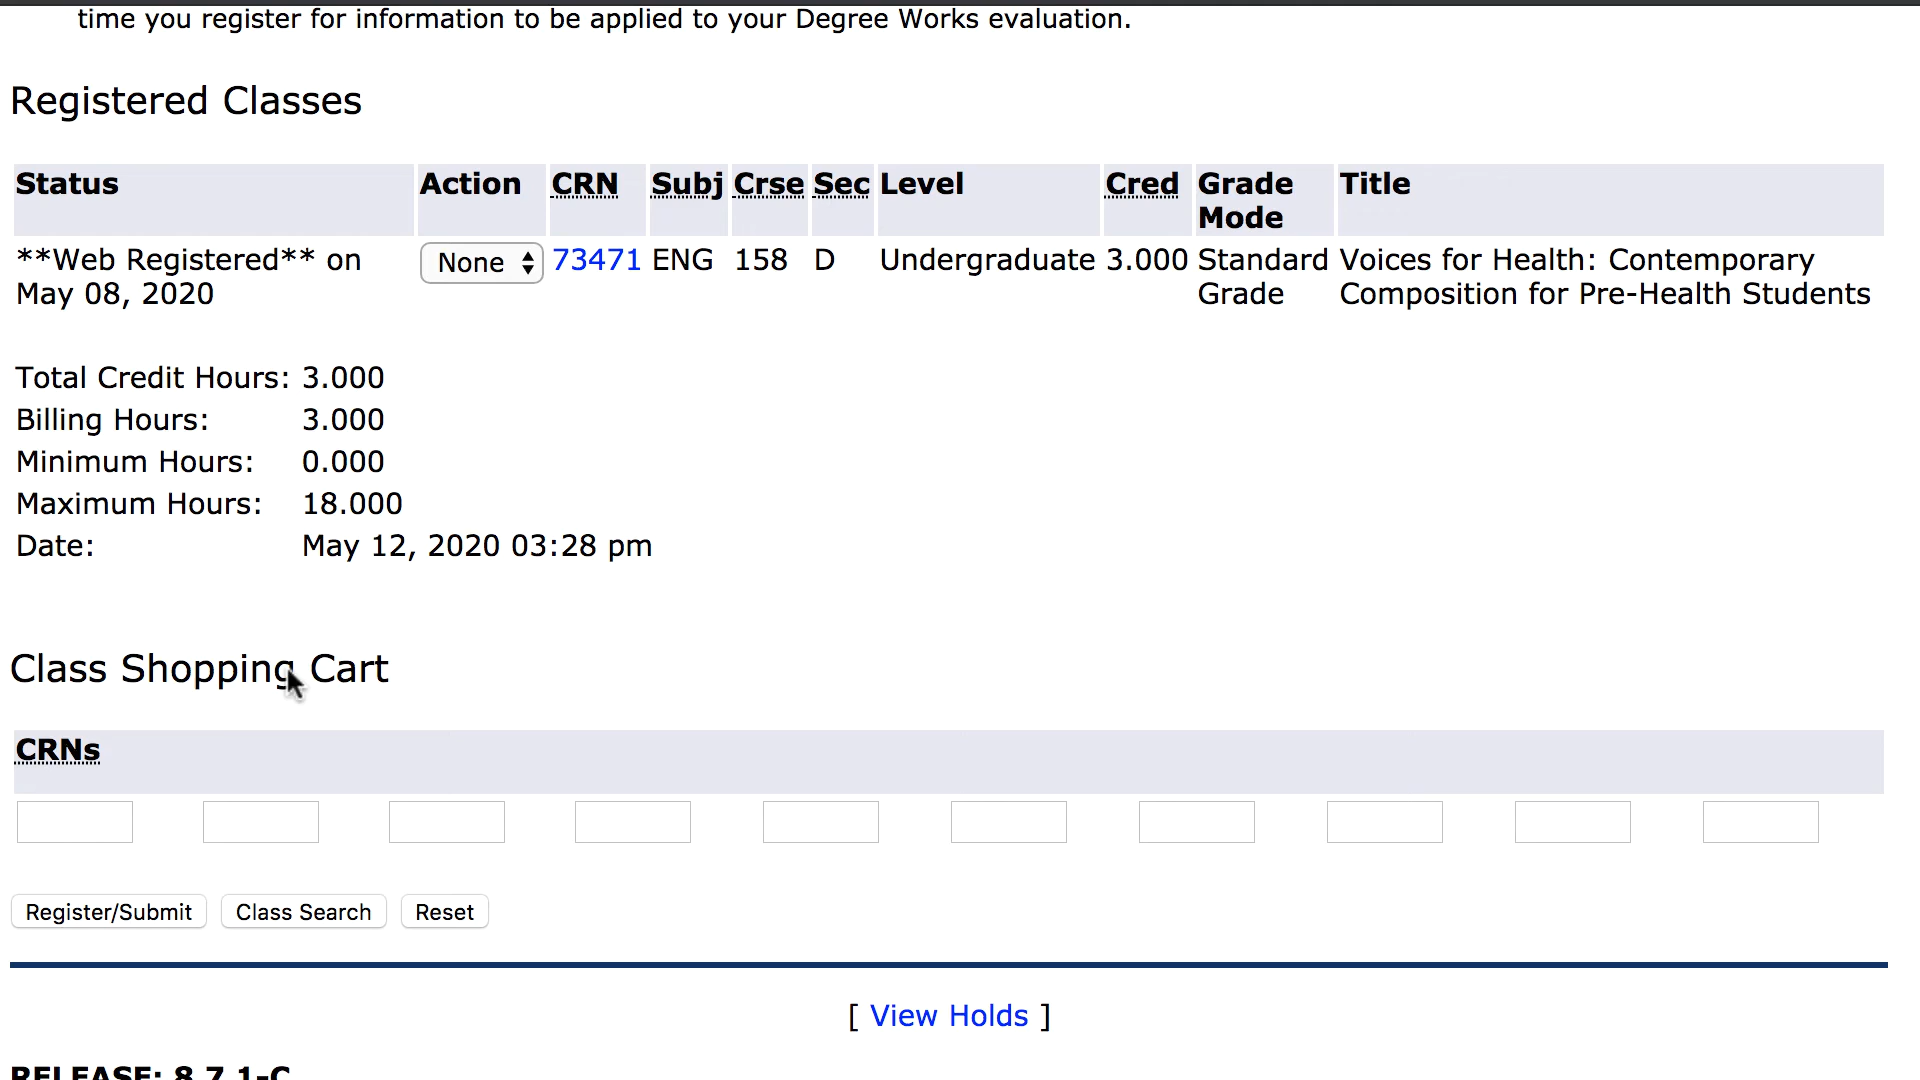 time you register for information to be applied to your Degree Works evaluation.
Registered Classes
Status Action CRN Subj Crse Sec Level Cred Grade Mode Title
**Web Registered** on May 08, 2020 None 73471 ENG 158 D Undergraduate 3.000 Standard Grade Voices for Health: Contemporary Composition for Pre-Health Students
Total Credit Hours: 3.000
Billing Hours: 3.000
Minimum Hours: 0.000
Maximum Hours: 18.000
Date: May 12, 2020 03:28 pm
Class Shopping Cart
CRNs
Register/Submit Class Search Reset
[ View Holds ]
RELEASE: 8.7.1-C